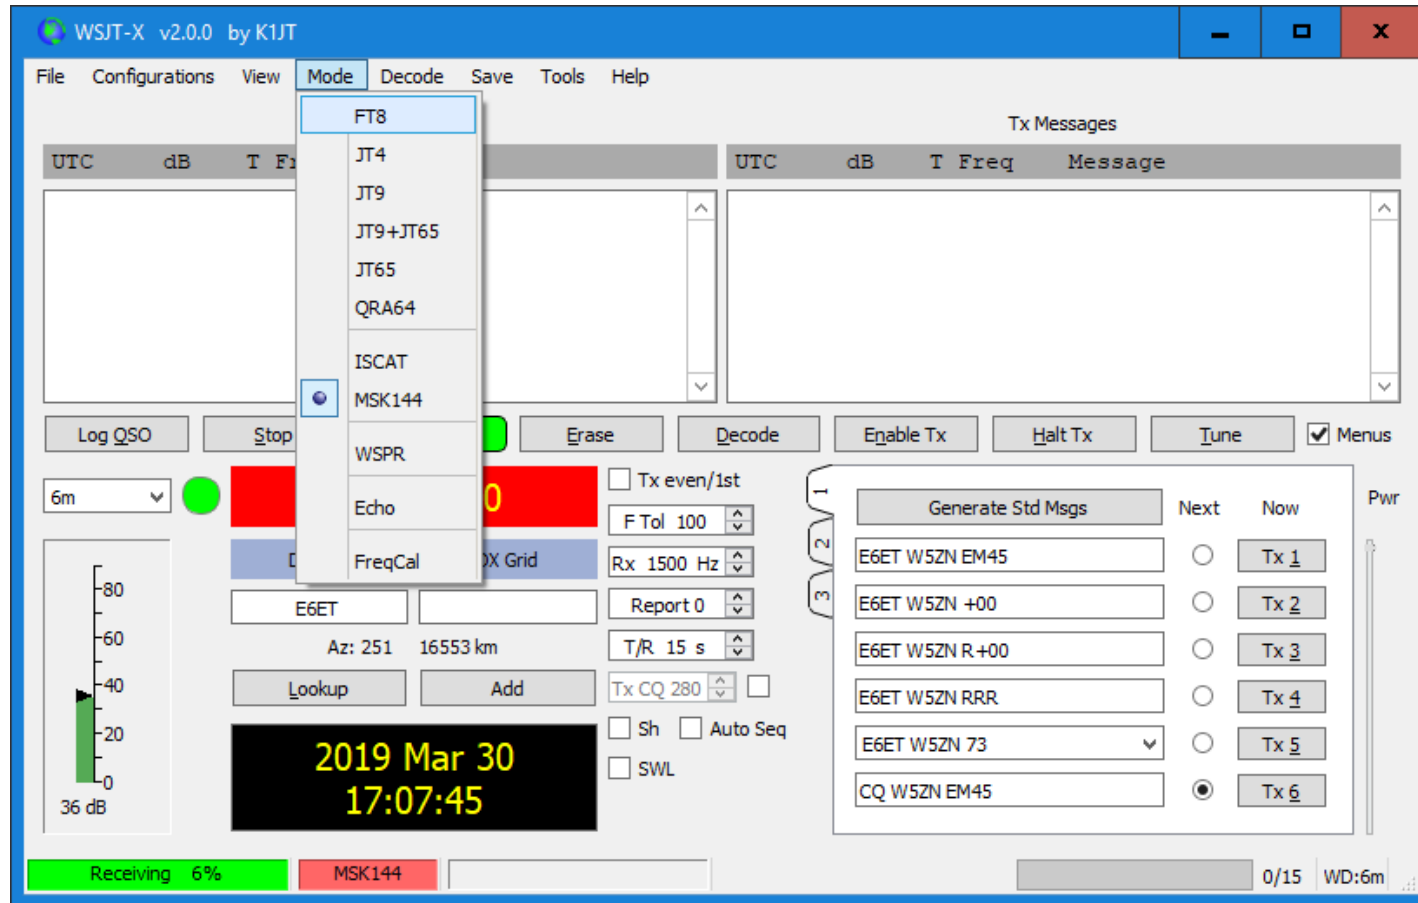 WSJT-X v2.0.0 by K1JT
File Configurations View Mode Decode Save Tools Help
FT8
JT4
JT9
JT9+JT65
JT65
QRA64
ISCAT
MSK144
WSPR
Echo
FreqCal
Tx Messages
UTC dB T
UTC dB T Freq Message
Log QSO Stop Erase Decode Enable Tx Halt Tx Tune Menus
6m
0
Tx even/1st
F Tol 100
Grid
Rx 1500 Hz
E6ET
Report 0
Az: 251 16553 km
T/R 15 s
Lookup Add
Tx CQ 280
Sh Auto Seq
SWL
2019 Mar 30
17:07:45
80
60
40
20
0
36 dB
1
2
3
Generate Std Msgs Next Now Pwr
E6ET W5ZN EM45 Tx 1
E6ET W5ZN +00 Tx 2
E6ET W5ZN R+00 Tx 3
E6ET W5ZN RRR Tx 4
E6ET W5ZN 73 Tx 5
CQ W5ZN EM45 Tx 6
Receiving 6% MSK144 0/15 WD:6m